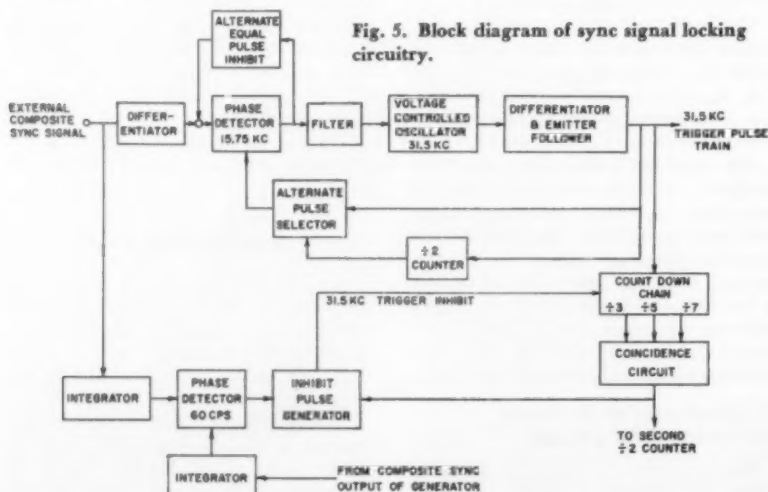 Fig. 5. Block diagram of sync signal locking
circuitry.
ALTERNATE
EQUAL
PULSE
INHIBIT
EXTERNAL
COMPOSITE
SYNC SIGNAL
DIFFER-
ENTIATOR
PHASE
DETECTOR
15.75 KC
FILTER
VOLTAGE
CONTROLLED
OSCILLATOR
31.5 KC
DIFFERENTIATOR
& EMITTER
FOLLOWER
31.5 KC
TRIGGER PULSE
TRAIN
ALTERNATE
PULSE
SELECTOR
÷2
COUNTER
31.5 KC TRIGGER INHIBIT
COUNT DOWN
CHAIN
÷3 ÷5 ÷7
COINCIDENCE
CIRCUIT
INTEGRATOR
PHASE
DETECTOR
60 CPS
INHIBIT
PULSE
GENERATOR
TO SECOND
÷2 COUNTER
INTEGRATOR
FROM COMPOSITE SYNC
OUTPUT OF GENERATOR